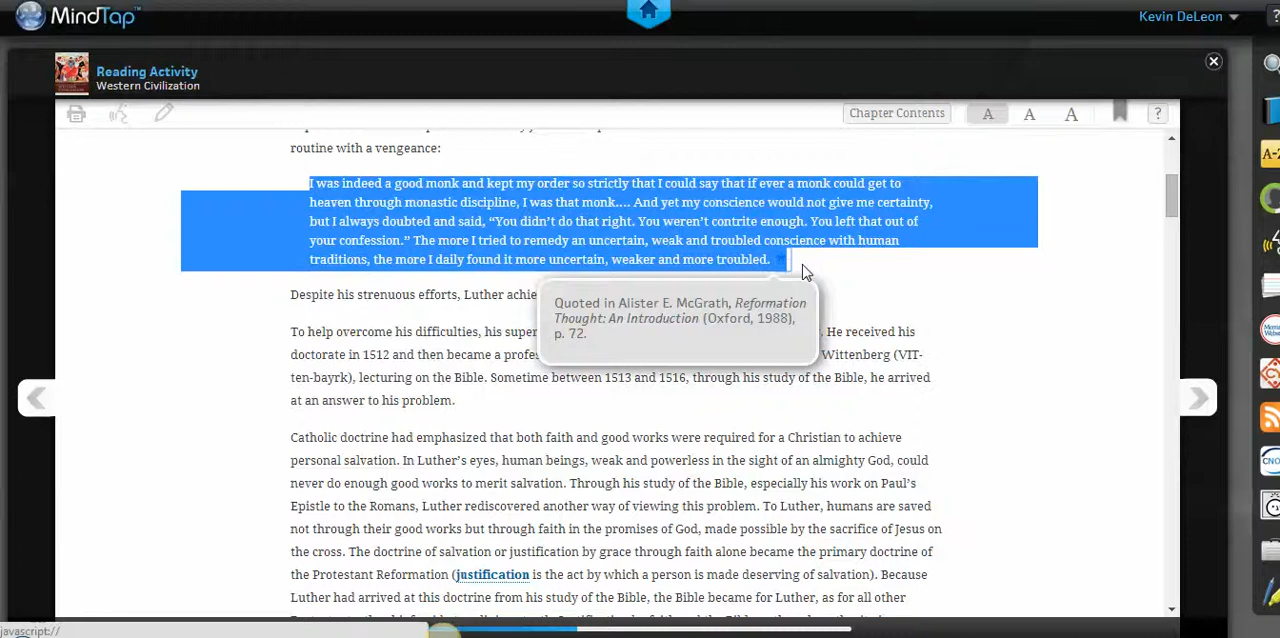 MindTap™
Kevin DeLeon
?
Reading Activity
Western Civilization
Chapter Contents
A
A
A
?
routine with a vengeance:
I was indeed a good monk and kept my order so strictly that I could say that if ever a monk could get to
heaven through monastic discipline, I was that monk.... And yet my conscience would not give me certainty,
but I always doubted and said, “You didn’t do that right. You weren’t contrite enough. You left that out of
your confession.” The more I tried to remedy an uncertain, weak and troubled conscience with human
traditions, the more I daily found it more uncertain, weaker and more troubled.
Despite his strenuous efforts, Luther achie
Quoted in Alister E. McGrath, Reformation
Thought: An Introduction (Oxford, 1988),
p. 72.
To help overcome his difficulties, his super . He received his
doctorate in 1512 and then became a profes Wittenberg (VIT-
ten-bayrk), lecturing on the Bible. Sometime between 1513 and 1516, through his study of the Bible, he arrived
at an answer to his problem.
Catholic doctrine had emphasized that both faith and good works were required for a Christian to achieve
personal salvation. In Luther’s eyes, human beings, weak and powerless in the sight of an almighty God, could
never do enough good works to merit salvation. Through his study of the Bible, especially his work on Paul’s
Epistle to the Romans, Luther rediscovered another way of viewing this problem. To Luther, humans are saved
not through their good works but through faith in the promises of God, made possible by the sacrifice of Jesus on
the cross. The doctrine of salvation or justification by grace through faith alone became the primary doctrine of
the Protestant Reformation (justification is the act by which a person is made deserving of salvation). Because
Luther had arrived at this doctrine from his study of the Bible, the Bible became for Luther, as for all other
A-Z
CNO
javascript://